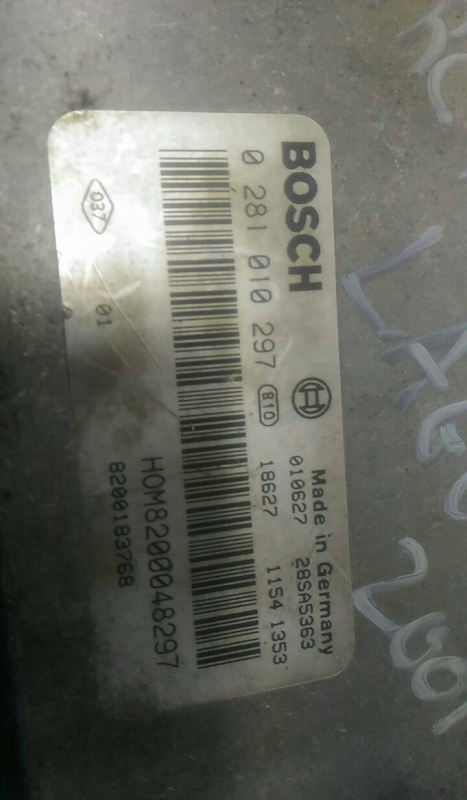 BOSCH
Made in Germany
0 281 010 297
810
010627
28SA5363
18627
1154 1353
HOM8200048297
8200183768
037
01